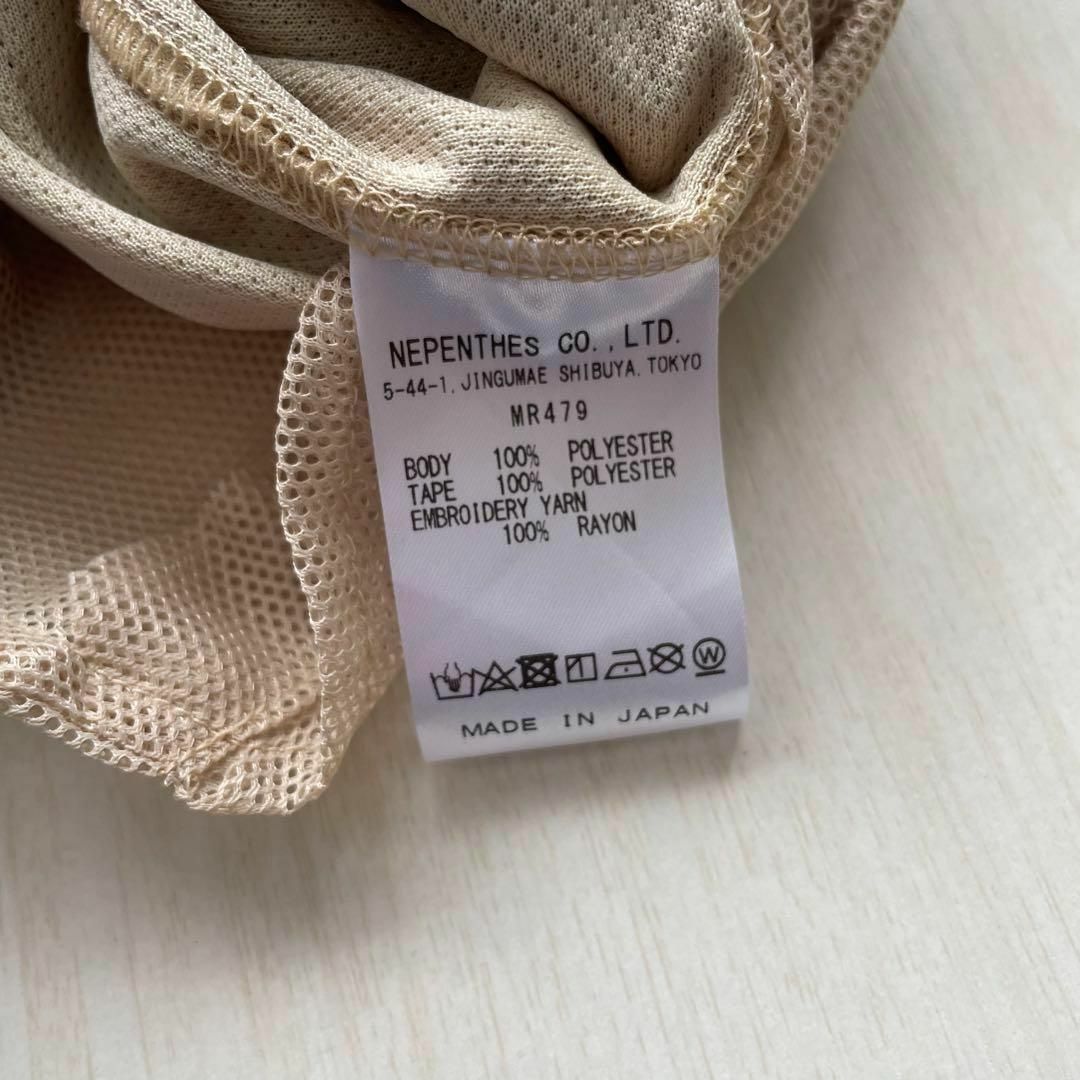 NEPENTHES CO., LTD.
5-44-1, JINGUMAE SHIBUYA, TOKYO
MR479
BODY 100% POLYESTER
TAPE 100% POLYESTER
EMBROIDERY YARN
100% RAYON
W
MADE IN JAPAN